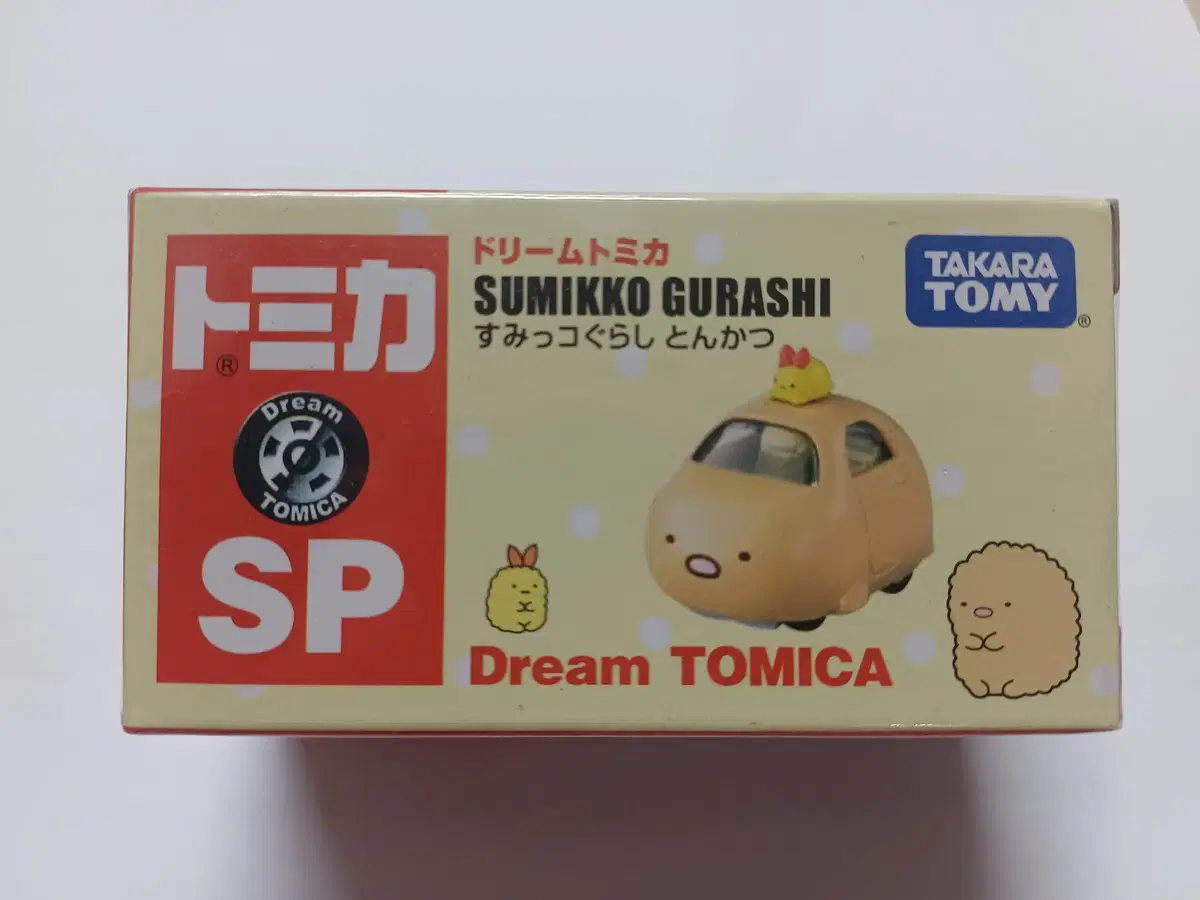 トミカ
®
Dream
TOMICA
SP
ドリームトミカ
SUMIKKO GURASHI
すみっコぐらし とんかつ
TAKARA
TOMY
®
Dream TOMICA